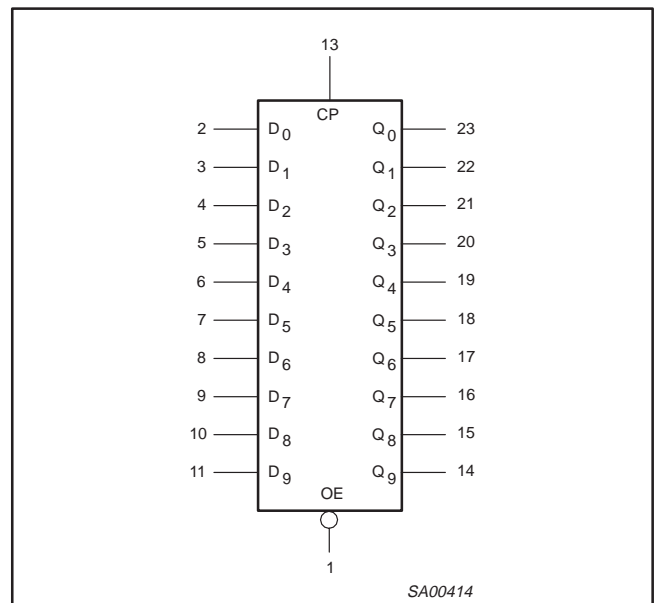 13
CP
2 D0 Q0 23
3 D1 Q1 22
4 D2 Q2 21
5 D3 Q3 20
6 D4 Q4 19
7 D5 Q5 18
8 D6 Q6 17
9 D7 Q7 16
10 D8 Q8 15
11 D9 Q9 14
OE
1
SA00414